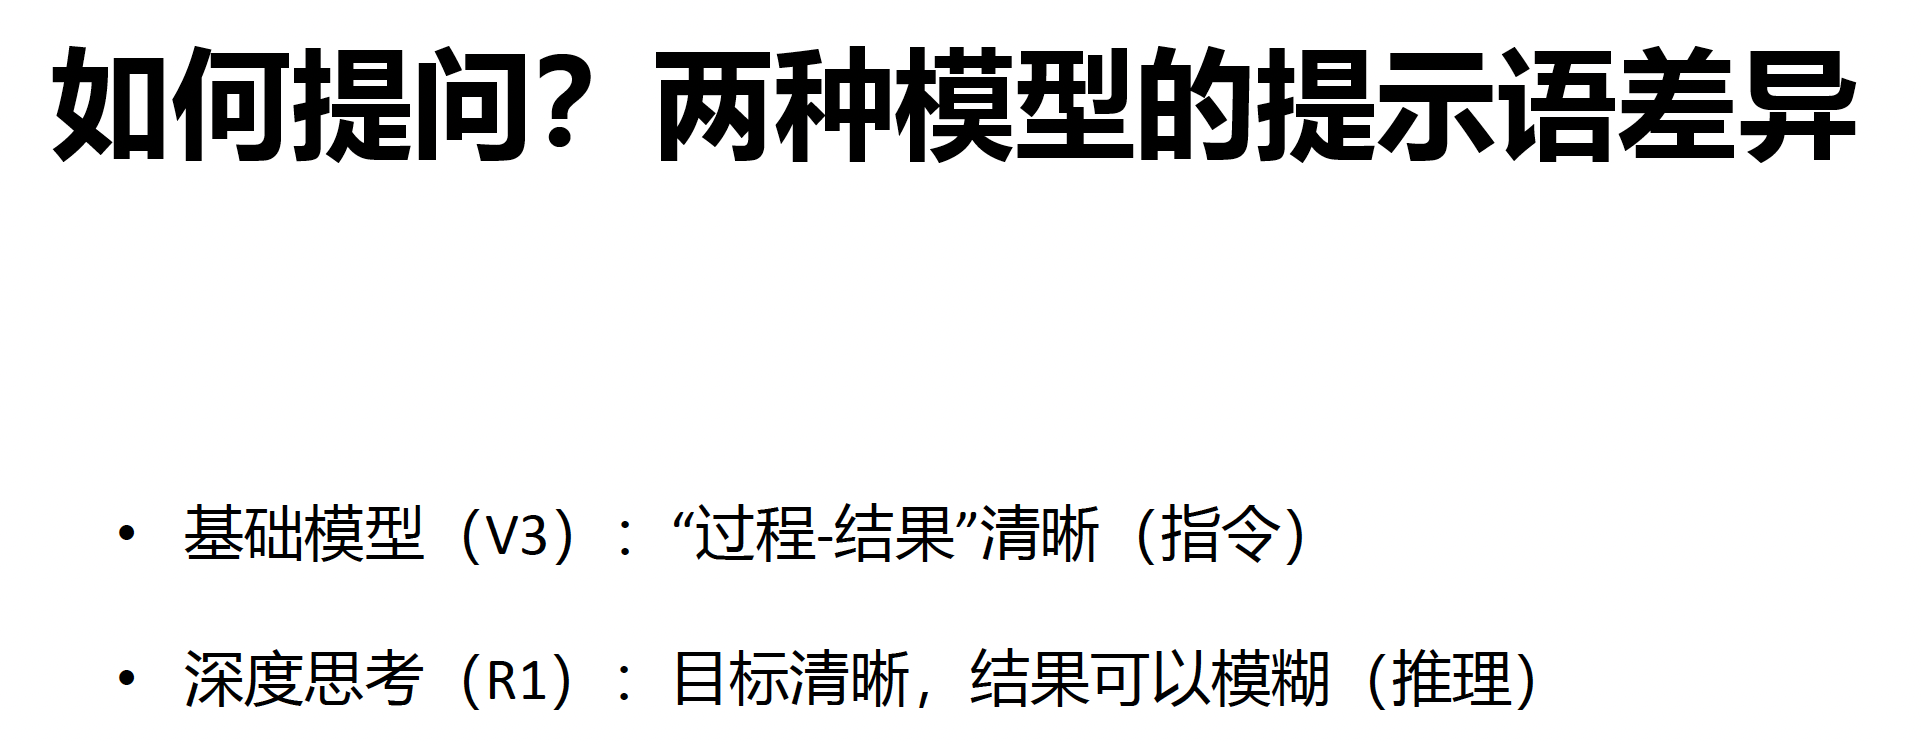 如何提问？两种模型的提示语差异
• 基础模型（V3）：“过程-结果”清晰（指令）
• 深度思考（R1）：目标清晰，结果可以模糊（推理）